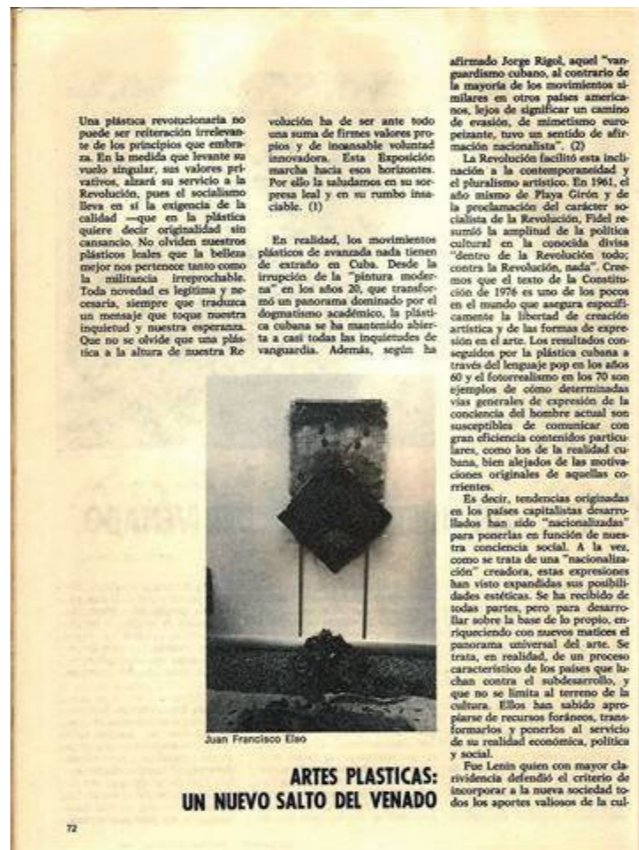 Una plástica revolucionaria no
puede ser reiteración irrelevan-
te de los principios que embra-
za. En la medida que levante su
vuelo singular, sus valores pri-
vativos, alzará su servicio a la
Revolución, pues el socialismo
lleva en sí la exigencia de la
calidad —que en la plástica
quiere decir originalidad sin
cansancio. No olviden nuestros
plásticos leales que la belleza
mejor nos pertenece tanto como
la militancia irreprochable.
Toda novedad es legítima y ne-
cesaria, siempre que traduzca
un mensaje que toque nuestra
inquietud y nuestra esperanza.
Que no se olvide que una plás-
tica a la altura de nuestra Re
volución ha de ser ante todo
una suma de firmes valores pro-
pios y de incansable voluntad
innovadora. Esta Exposición
marcha hacia esos horizontes.
Por ello la saludamos en su sor-
presa leal y en su rumbo insa-
ciable. (1)
En realidad, los movimientos
plásticos de avanzada nada tienen
de extraño en Cuba. Desde la
irrupción de la "pintura moder-
na" en los años 20, que transfor-
mó un panorama dominado por el
dogmatismo académico, la plásti-
ca cubana se ha mantenido abier-
ta a casi todas las inquietudes de
vanguardia. Además, según ha
afirmado Jorge Rigol, aquel "van-
guardismo cubano, al contrario de
la mayoría de los movimientos si-
milares en otros países america-
nos, lejos de significar un camino
de evasión, de mimetismo euro-
peizante, tuvo un sentido de afir-
mación nacionalista". (2)
La Revolución facilitó esta incli-
nación a la contemporaneidad y
el pluralismo artístico. En 1961, el
año mismo de Playa Girón y de
la proclamación del carácter so-
cialista de la Revolución, Fidel re-
sumió la amplitud de la política
cultural en la conocida divisa
"dentro de la Revolución todo;
contra la Revolución, nada". Cree-
mos que el texto de la Constitu-
ción de 1976 es uno de los pocos
en el mundo que asegura específi-
camente la libertad de creación
artística y de las formas de expre-
sión en el arte. Los resultados con-
seguidos por la plástica cubana a
través del lenguaje pop en los años
60 y el fotorrealismo en los 70 son
ejemplos de cómo determinadas
vías generales de expresión de la
conciencia del hombre actual son
susceptibles de comunicar con
gran eficiencia contenidos particu-
lares, como los de la realidad cu-
bana, bien alejados de las motiva-
ciones originales de aquellas co-
rrientes.
Es decir, tendencias originadas
en los países capitalistas desarro-
llados han sido "nacionalizadas"
para ponerlas en función de nues-
tra conciencia social. A la vez,
como se trata de una "nacionaliza-
ción" creadora, estas expresiones
han visto expandidas sus posibili-
dades estéticas. Se ha recibido de
todas partes, pero para desarro-
llar sobre la base de lo propio, en-
riqueciendo con nuevos matices el
panorama universal del arte. Se
trata, en realidad, de un proceso
característico de los países que lu-
chan contra el subdesarrollo, y
que no se limita al terreno de la
cultura. Ellos han sabido apro-
piarse de recursos foráneos, trans-
formarlos y ponerlos al servicio
de su realidad económica, política
y social.
Fue Lenin quien con mayor cla-
rividencia defendió el criterio de
incorporar a la nueva sociedad to-
dos los aportes valiosos de la cul-
Juan Francisco Elso
ARTES PLASTICAS:
UN NUEVO SALTO DEL VENADO
72